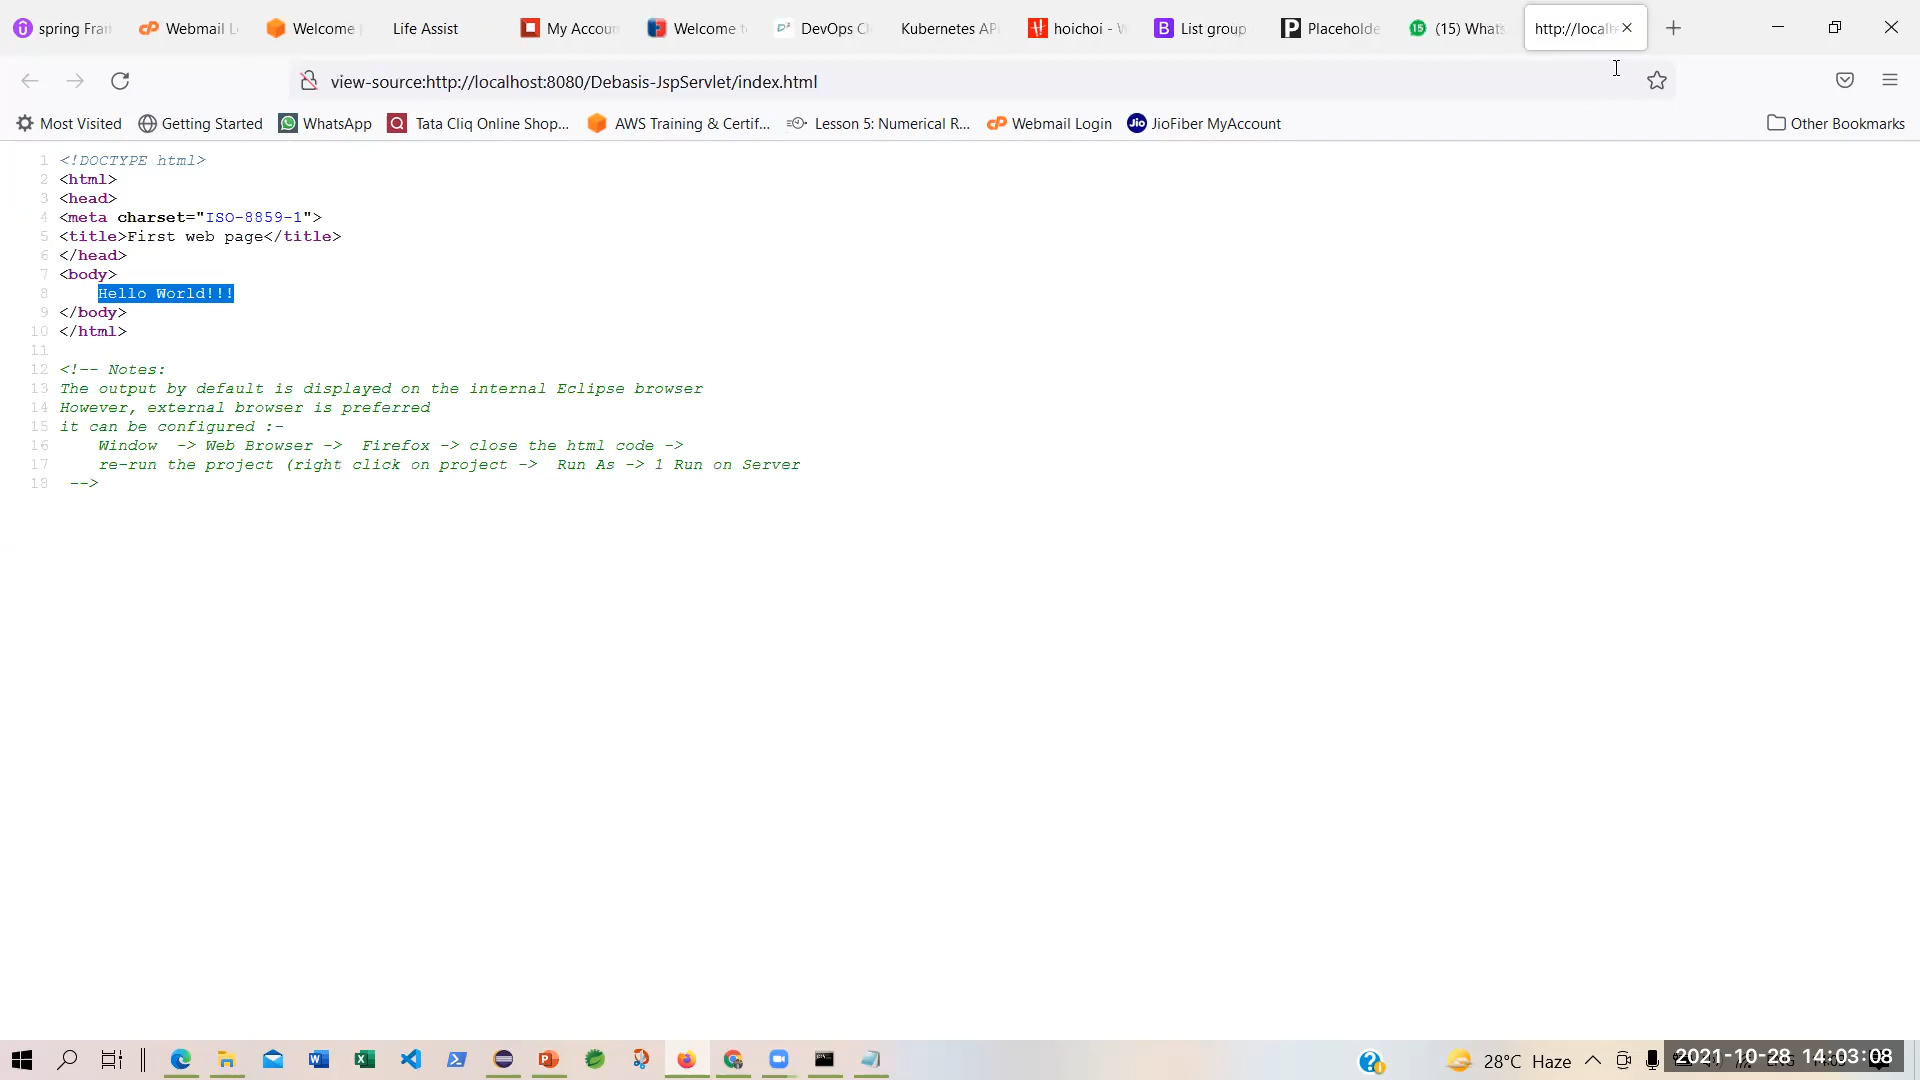 spring Fran
Webmail L
Welcome
Life Assist
My Accoun
Welcome to
DevOps Cl
Kubernetes API
hoichoi - W
List group
Placeholde
(15) Whats
http://localh
view-source:http://localhost:8080/Debasis-JspServlet/index.html
Most Visited
Getting Started
WhatsApp
Tata Cliq Online Shop...
AWS Training & Certif...
Lesson 5: Numerical R...
Webmail Login
Jio JioFiber MyAccount
Other Bookmarks
1 <!DOCTYPE html>
2 <html>
3 <head>
4 <meta charset="ISO-8859-1">
5 <title>First web page</title>
6 </head>
7 <body>
8 Hello World!!!
9 </body>
10 </html>
11
12 <!-- Notes:
13 The output by default is displayed on the internal Eclipse browser
14 However, external browser is preferred
15 it can be configured :-
16 Window -> Web Browser -> Firefox -> close the html code ->
17 re-run the project (right click on project -> Run As -> 1 Run on Server
18 -->
28°C Haze
2021-10-28 14:03:08